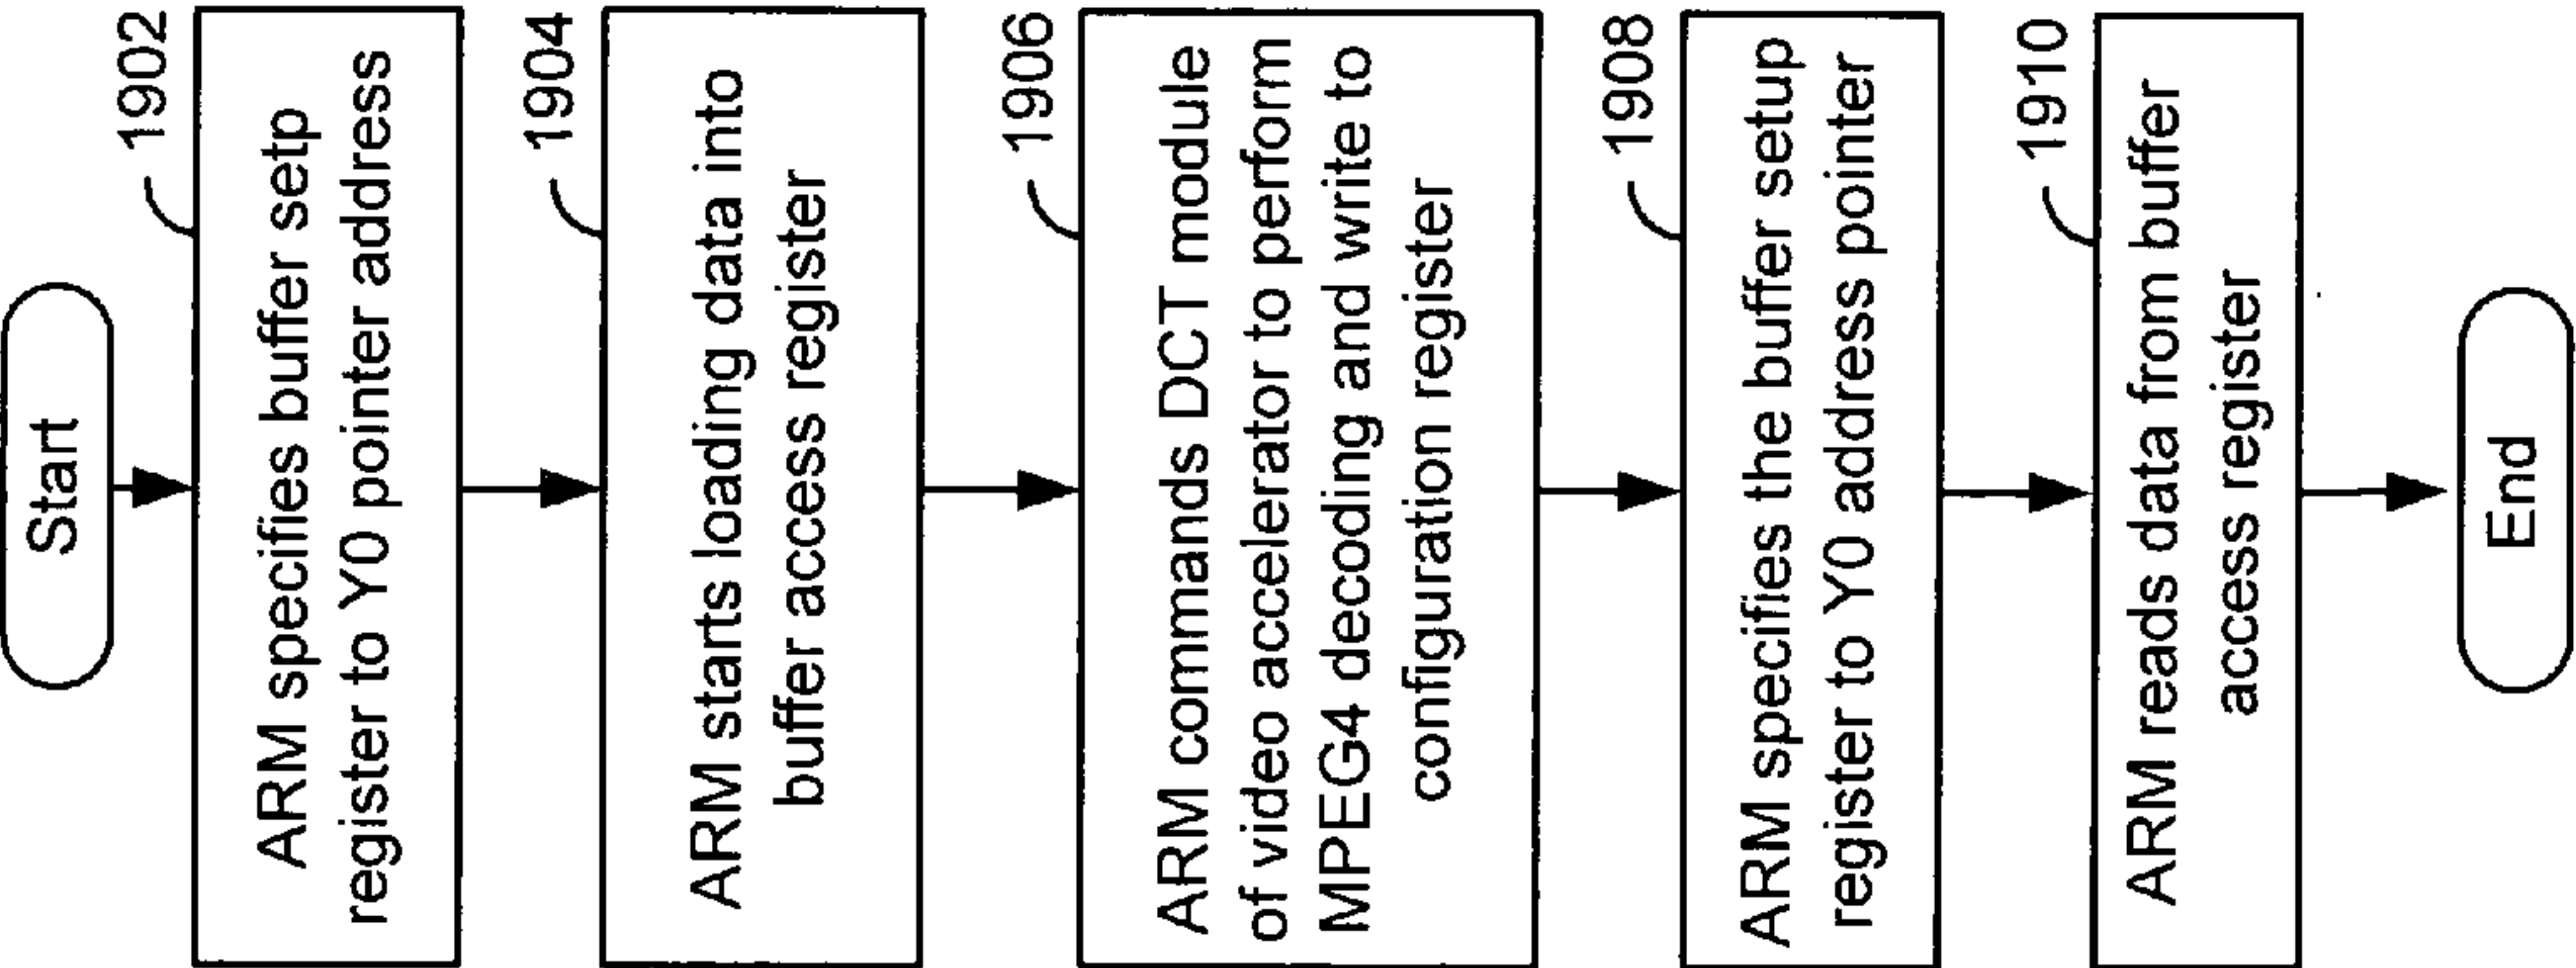 Start
1902
ARM specifies buffer setp
register to Y0 pointer address
1904
ARM starts loading data into
buffer access register
1906
ARM commands DCT module
of video accelerator to perform
MPEG4 decoding and write to
configuration register
1908
ARM specifies the buffer setup
register to Y0 address pointer
1910
ARM reads data from buffer
access register
End